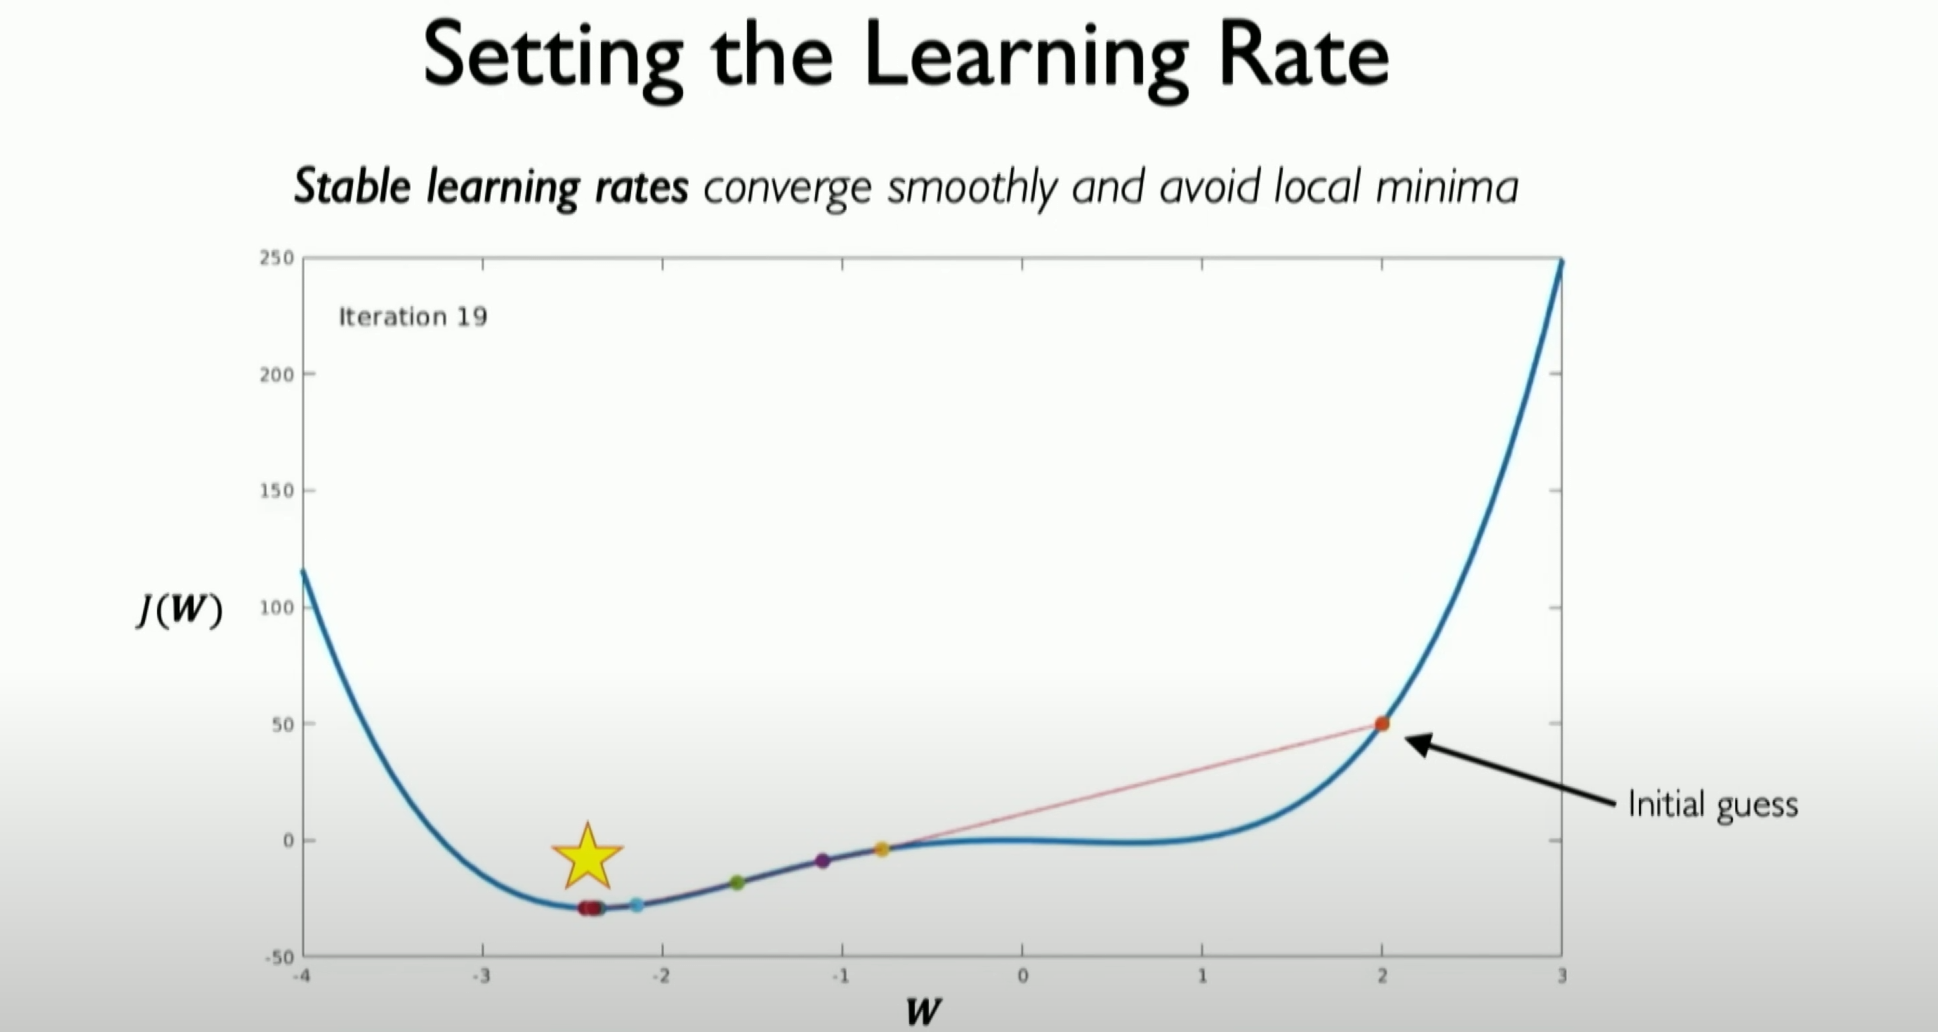 Setting the Learning Rate
Stable learning rates converge smoothly and avoid local minima
250
Iteration 19
200
150
J(W)
100
50
Initial guess
0
-50
-4 -3 -2 -1 0 1 2 3
W